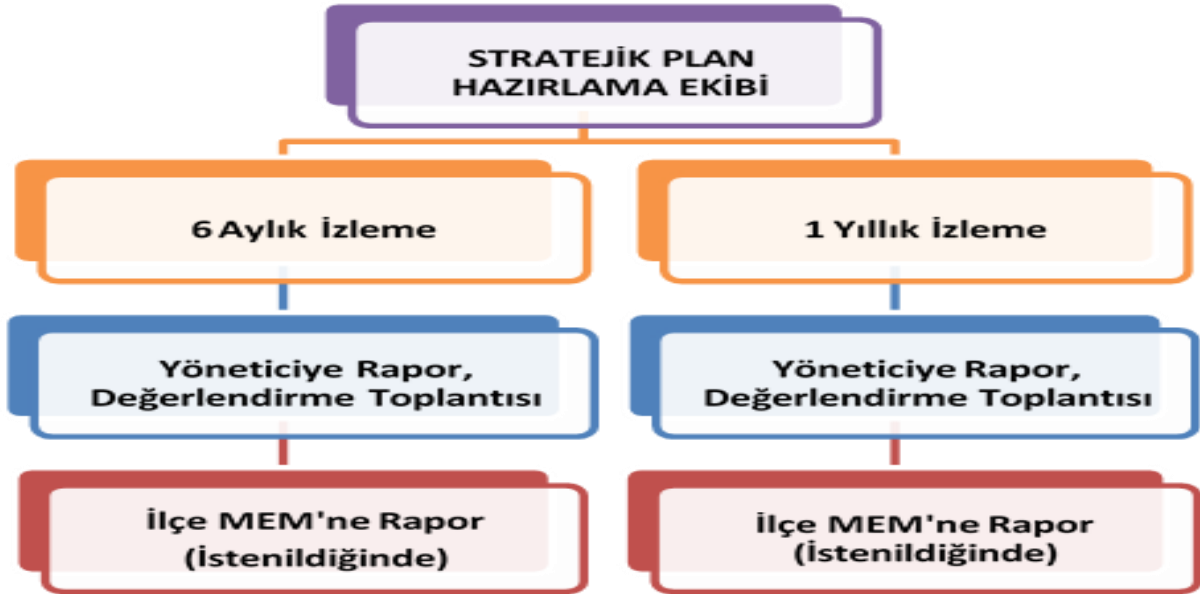 STRATEJİK PLAN
HAZIRLAMA EKİBİ
6 Aylık İzleme
1 Yıllık İzleme
Yöneticiye Rapor,
Değerlendirme Toplantısı
Yöneticiye Rapor,
Değerlendirme Toplantısı
İlçe MEM'ne Rapor
(İstenildiğinde)
İlçe MEM'ne Rapor
(İstenildiğinde)